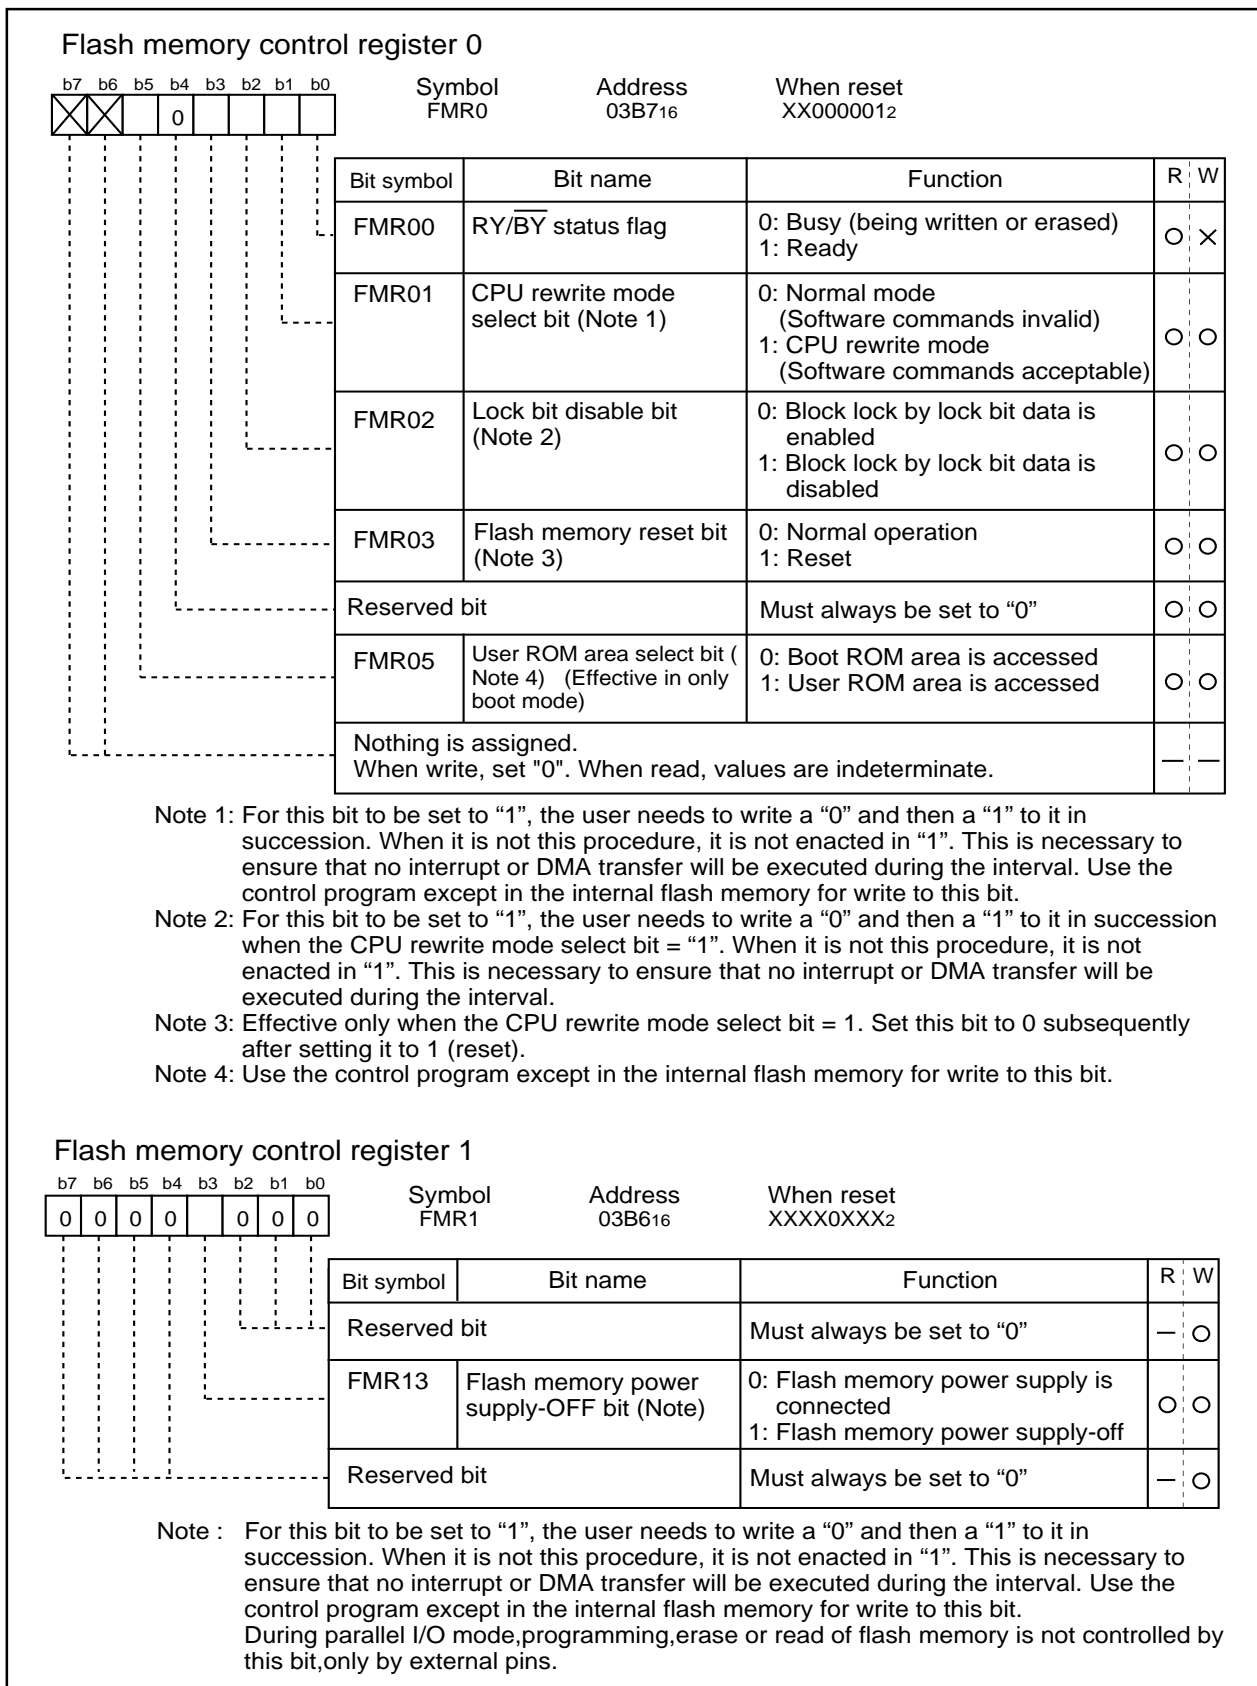 Flash memory control register 0
b7 b6 b5 b4 b3 b2 b1 b0
0
Symbol Address When reset
FMR0 03B716 XX0000012
Bit symbol Bit name Function R W
FMR00 RY/BY status flag 0: Busy (being written or erased)
1: Ready
FMR01 CPU rewrite mode select bit (Note 1) 0: Normal mode
(Software commands invalid)
1: CPU rewrite mode
(Software commands acceptable)
FMR02 Lock bit disable bit (Note 2) 0: Block lock by lock bit data is
enabled
1: Block lock by lock bit data is
disabled
FMR03 Flash memory reset bit (Note 3) 0: Normal operation
1: Reset
Reserved bit Must always be set to “0”
FMR05 User ROM area select bit ( Note 4) (Effective in only boot mode) 0: Boot ROM area is accessed
1: User ROM area is accessed
Nothing is assigned.
When write, set "0". When read, values are indeterminate.
Note 1: For this bit to be set to “1”, the user needs to write a “0” and then a “1” to it in
succession. When it is not this procedure, it is not enacted in “1”. This is necessary to
ensure that no interrupt or DMA transfer will be executed during the interval. Use the
control program except in the internal flash memory for write to this bit.
Note 2: For this bit to be set to “1”, the user needs to write a “0” and then a “1” to it in succession
when the CPU rewrite mode select bit = “1”. When it is not this procedure, it is not
enacted in “1”. This is necessary to ensure that no interrupt or DMA transfer will be
executed during the interval.
Note 3: Effective only when the CPU rewrite mode select bit = 1. Set this bit to 0 subsequently
after setting it to 1 (reset).
Note 4: Use the control program except in the internal flash memory for write to this bit.
Flash memory control register 1
b7 b6 b5 b4 b3 b2 b1 b0
0 0 0 0 0 0 0
Symbol Address When reset
FMR1 03B616 XXXX0XXX2
Bit symbol Bit name Function R W
Reserved bit Must always be set to “0”
FMR13 Flash memory power supply-OFF bit (Note) 0: Flash memory power supply is
connected
1: Flash memory power supply-off
Reserved bit Must always be set to “0”
Note : For this bit to be set to “1”, the user needs to write a “0” and then a “1” to it in
succession. When it is not this procedure, it is not enacted in “1”. This is necessary to
ensure that no interrupt or DMA transfer will be executed during the interval. Use the
control program except in the internal flash memory for write to this bit.
During parallel I/O mode,programming,erase or read of flash memory is not controlled by
this bit,only by external pins.